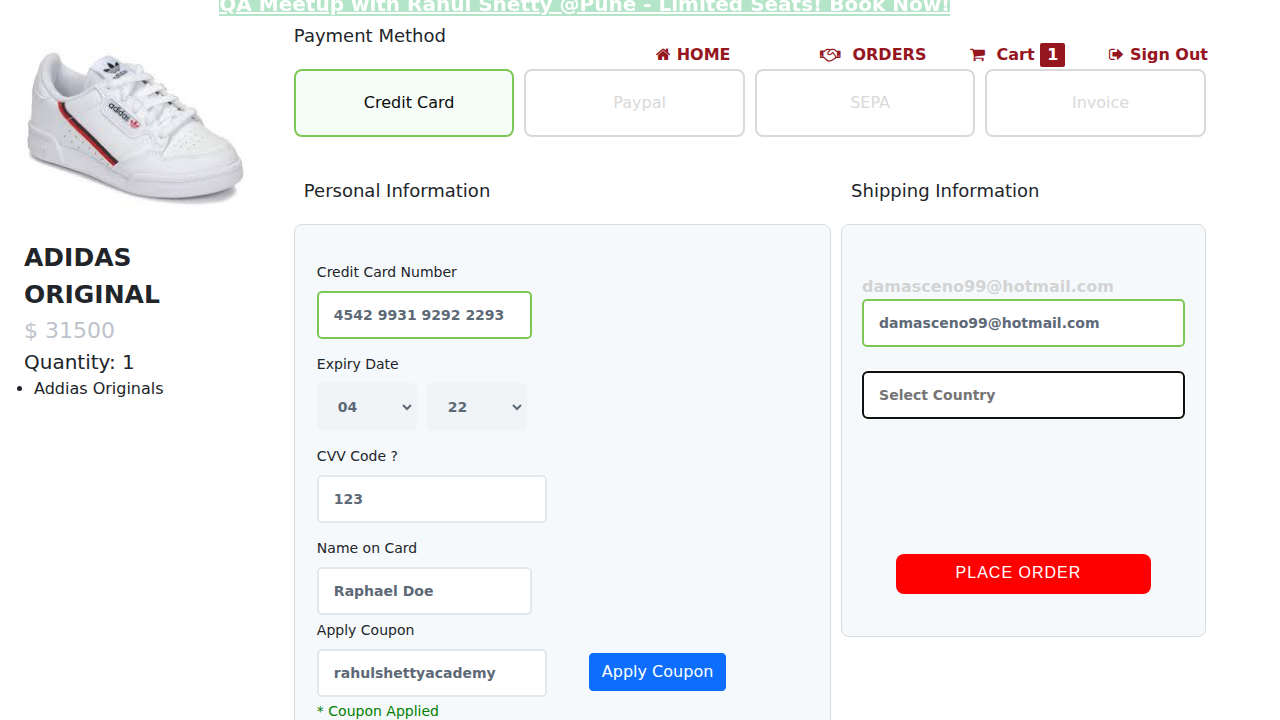 QA Meetup with Rahul Shetty @Pune - Limited Seats! Book Now!
Payment Method
HOME ORDERS Cart 1 Sign Out
Credit Card Paypal SEPA Invoice
adidas
adidas
ADIDAS
ORIGINAL
$ 31500
Quantity: 1
Addias Originals
Personal Information
Credit Card Number
4542 9931 9292 2293
Expiry Date
04 22
CVV Code ?
123
Name on Card
Raphael Doe
Apply Coupon
rahulshettyacademy Apply Coupon
* Coupon Applied
Shipping Information
damasceno99@hotmail.com
damasceno99@hotmail.com
Select Country
PLACE ORDER